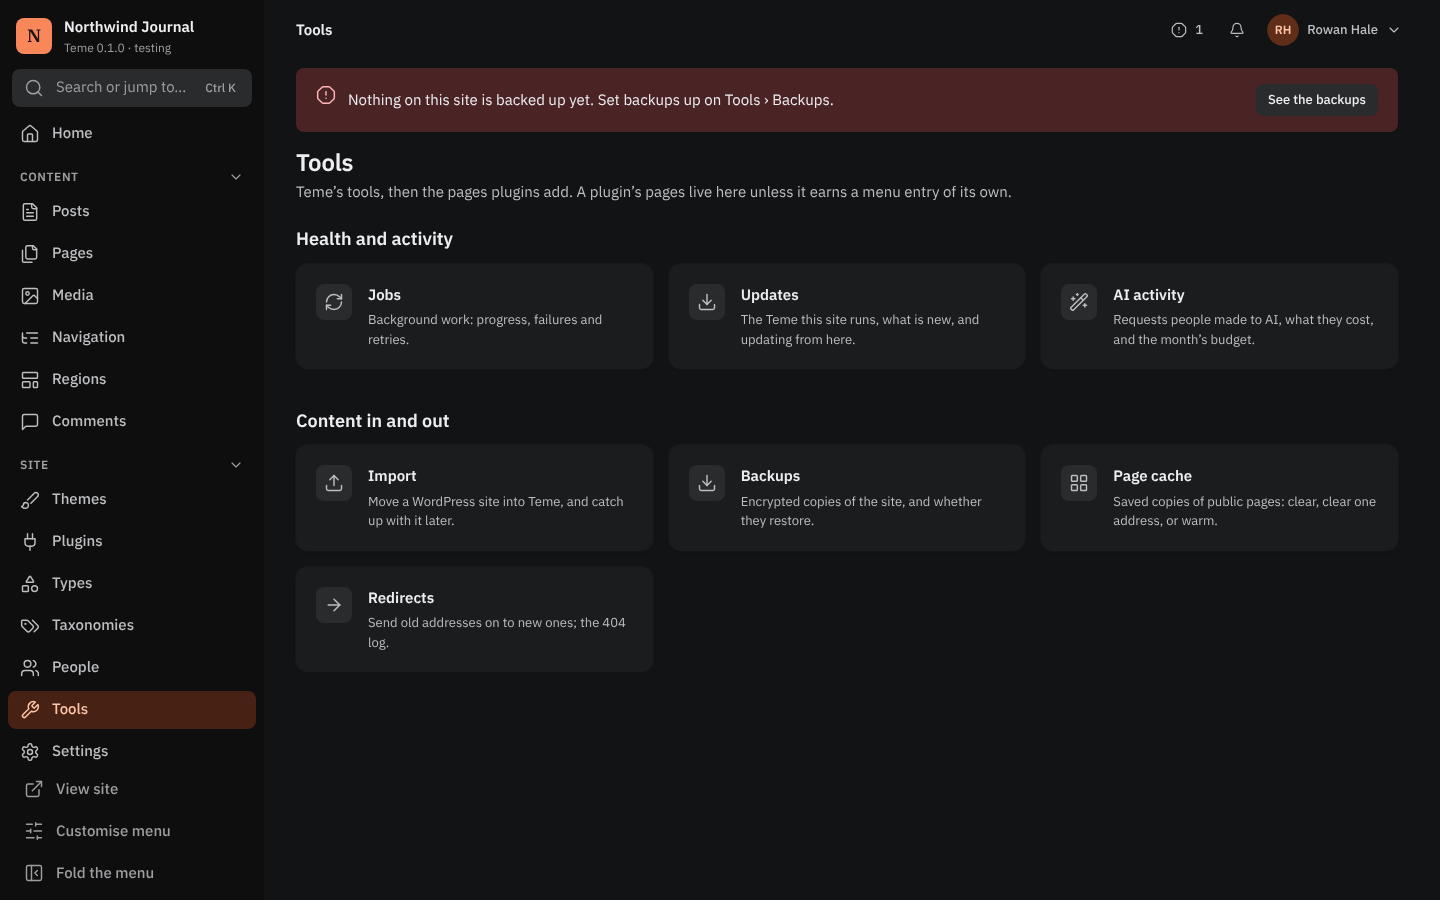 N
Northwind Journal
Teme 0.1.0 · testing
Search or jump to...
Ctrl K
Home
CONTENT
Posts
Pages
Media
Navigation
Regions
Comments
SITE
Themes
Plugins
Types
Taxonomies
People
Tools
Settings
View site
Customise menu
Fold the menu
Tools
1
RH
Rowan Hale
Nothing on this site is backed up yet. Set backups up on Tools › Backups.
See the backups
Tools
Teme’s tools, then the pages plugins add. A plugin’s pages live here unless it earns a menu entry of its own.
Health and activity
Jobs
Background work: progress, failures and
retries.
Updates
The Teme this site runs, what is new, and
updating from here.
AI activity
Requests people made to AI, what they cost,
and the month’s budget.
Content in and out
Import
Move a WordPress site into Teme, and catch
up with it later.
Backups
Encrypted copies of the site, and whether
they restore.
Page cache
Saved copies of public pages: clear, clear one
address, or warm.
Redirects
Send old addresses on to new ones; the 404
log.